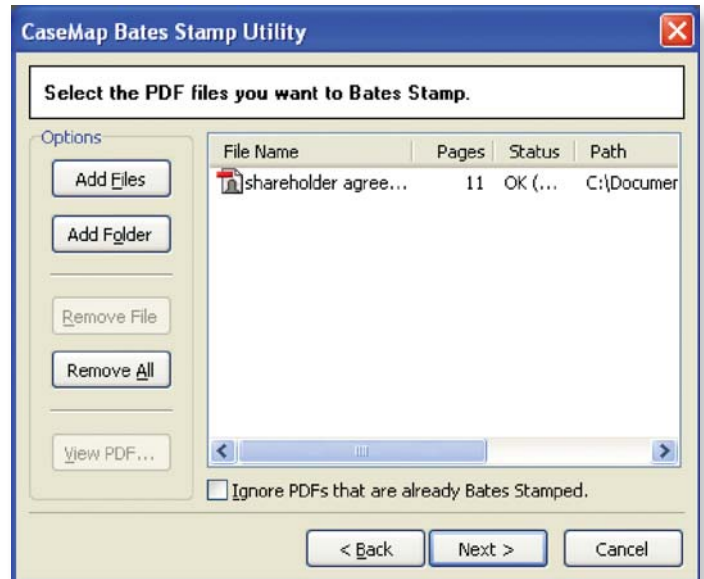 CaseMap Bates Stamp Utility
Select the PDF files you want to Bates Stamp.
Options
Add Files
Add Folder
Remove File
Remove All
View PDF...
File Name Pages Status Path
shareholder agree... 11 OK (... C:\Documer
Ignore PDFs that are already Bates Stamped.
< Back Next > Cancel